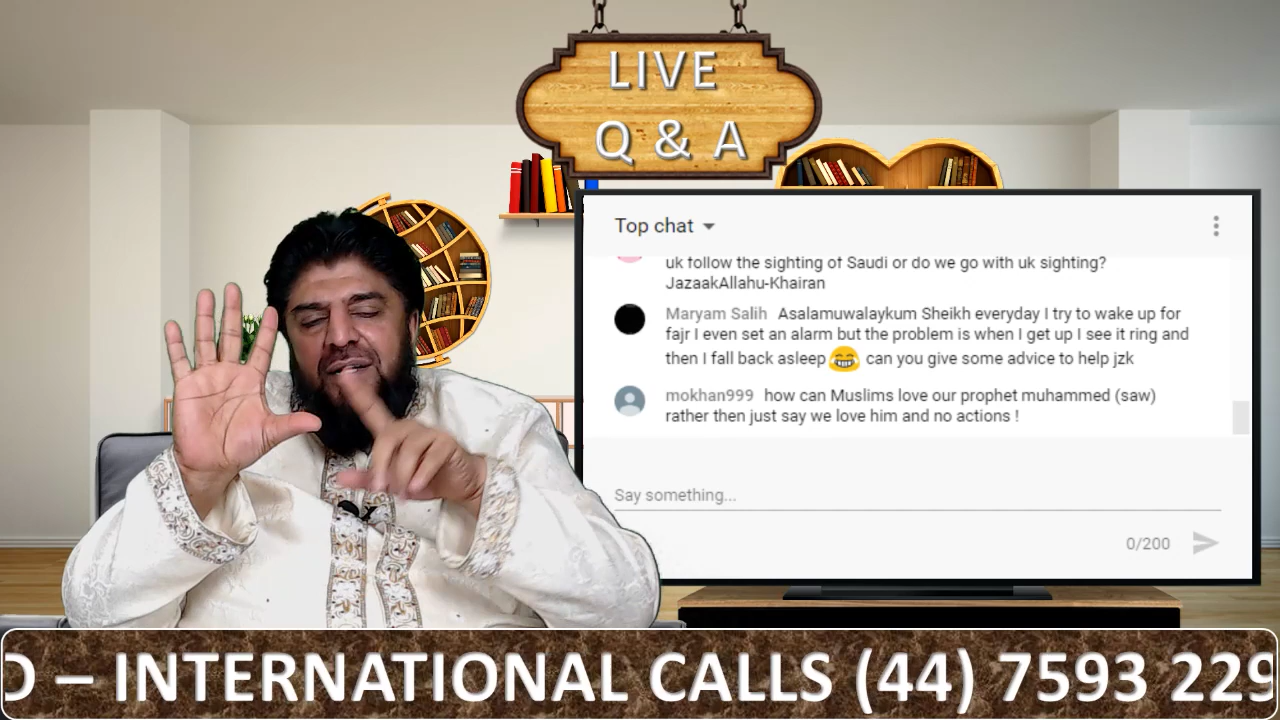 LIVE
Q & A
Top chat
uk follow the sighting of Saudi or do we go with uk sighting?
JazaakAllahu-Khairan
Maryam Salih Asalamuwalaykum Sheikh everyday I try to wake up for
fajr I even set an alarm but the problem is when I get up I see it ring and
then I fall back asleep 😂 can you give some advice to help jzk
mokhan999 how can Muslims love our prophet muhammed (saw)
rather then just say we love him and no actions !
Say something...
0/200
– INTERNATIONAL CALLS (44) 7593 229